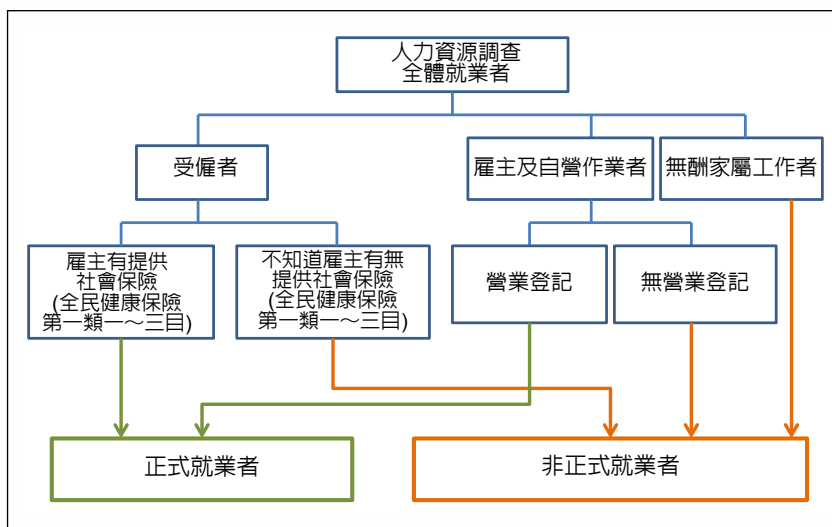 人力資源調查
全體就業者
受僱者
雇主及自營作業者
無酬家屬工作者
雇主有提供
社會保險
(全民健康保險
第一類一～三目)
不知道雇主有無
提供社會保險
(全民健康保險
第一類一～三目)
營業登記
無營業登記
正式就業者
非正式就業者